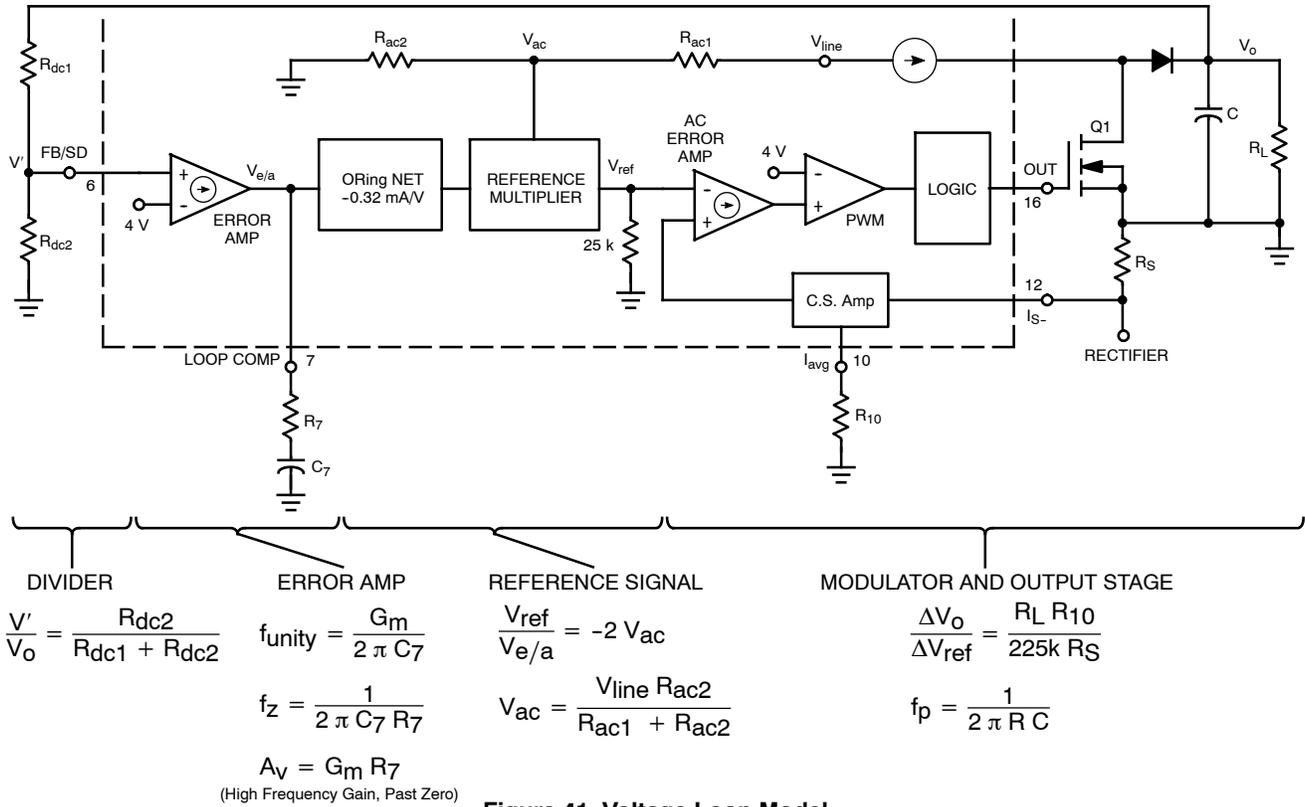 Rac2
Vac
Rac1
Vline
Vo
Rdc1
C
RL
Q1
AC
ERROR
AMP
4 V
V′
FB/SD
6
Ve/a
ORing NET
-0.32 mA/V
REFERENCE
MULTIPLIER
Vref
-
+
-
+
PWM
LOGIC
OUT
16
+
-
4 V
ERROR
AMP
Rdc2
25 k
RS
C.S. Amp
12
IS-
RECTIFIER
LOOP COMP
7
Iavg
10
R7
R10
C7
DIVIDER
V′/Vo = Rdc2/(Rdc1 + Rdc2)
ERROR AMP
funity = Gm/(2 π C7)
fz = 1/(2 π C7 R7)
Av = Gm R7
(High Frequency Gain, Past Zero)
REFERENCE SIGNAL
Vref/Ve/a = -2 Vac
Vac = Vline Rac2/(Rac1 + Rac2)
MODULATOR AND OUTPUT STAGE
ΔVo/ΔVref = RL R10/(225k RS)
fp = 1/(2 π R C)
Figure 41. Voltage Loop Model